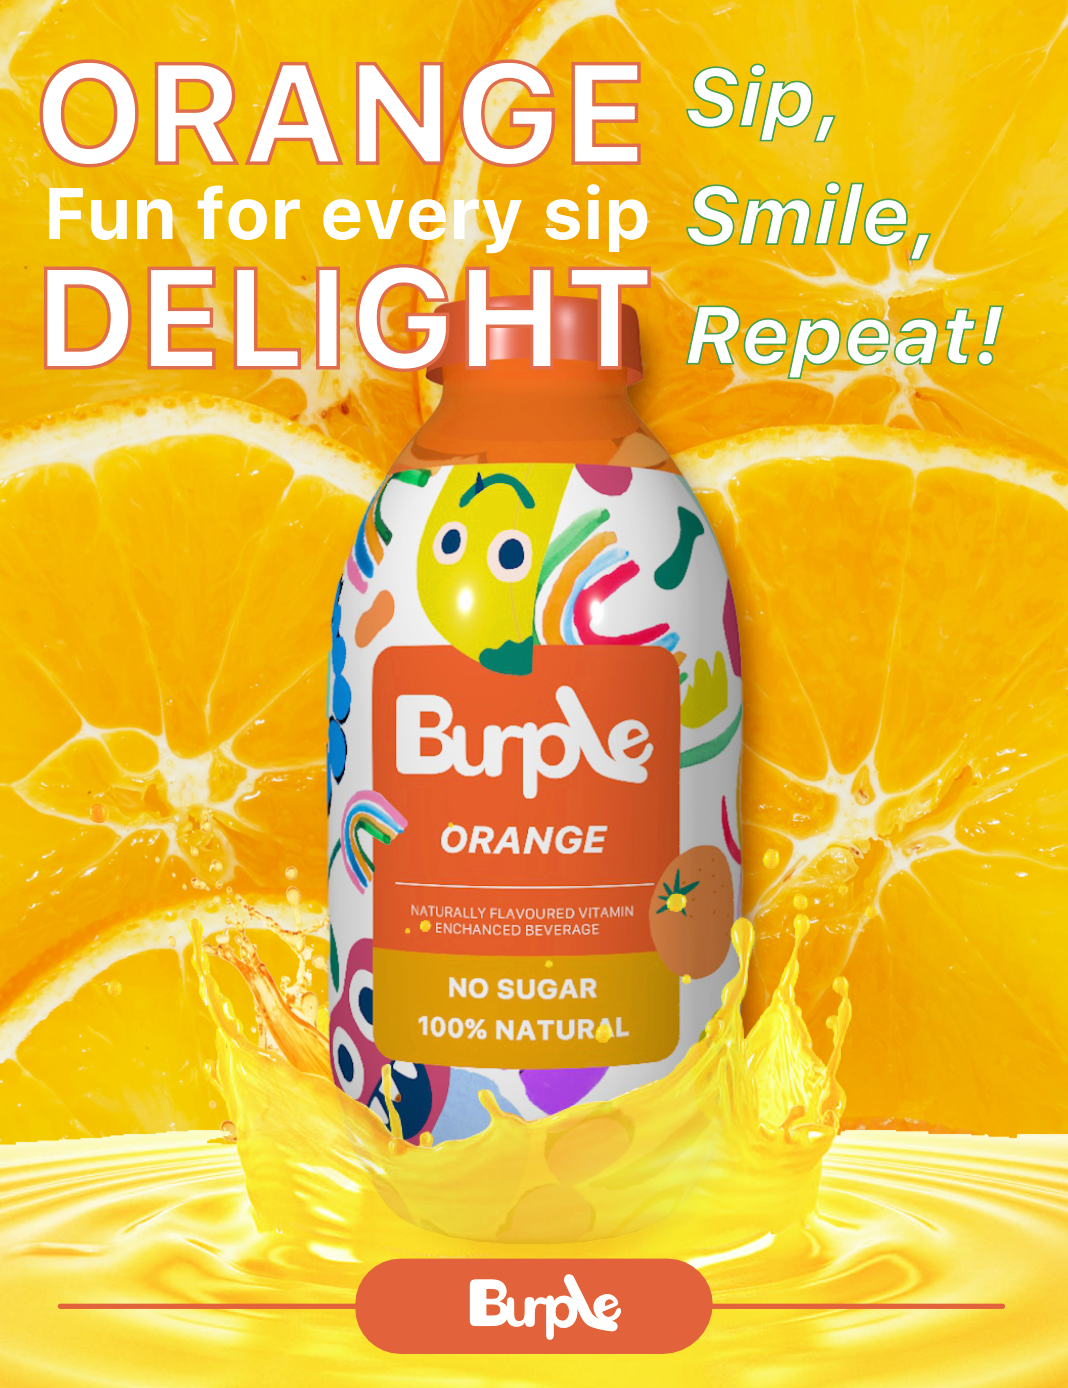 ORANGE
Fun for every sip
DELIGHT
Sip,
Smile,
Repeat!
Burple
ORANGE
NATURALLY FLAVOURED VITAMIN
ENCHANCED BEVERAGE
NO SUGAR
100% NATURAL
Burple